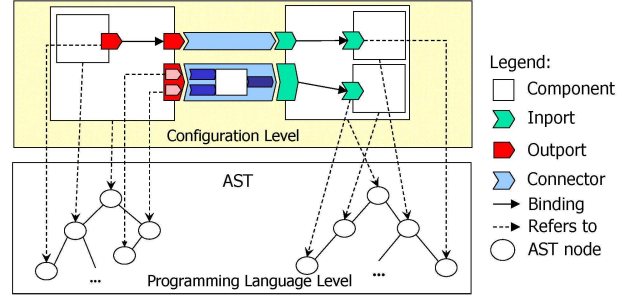 Configuration Level
AST
...
...
Programming Language Level
Legend:
Component
Inport
Outport
Connector
Binding
Refers to
AST node